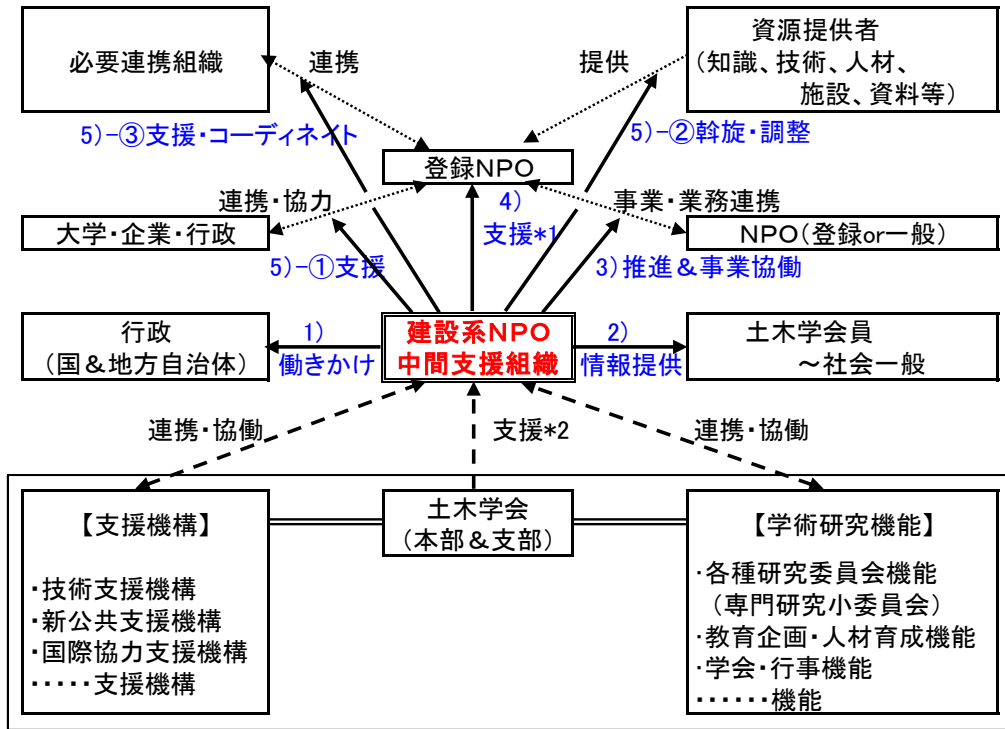 必要連携組織
連携
提供
資源提供者
(知識、技術、人材、
施設、資料等)
5)-③支援・コーディネイト
5)-②斡旋・調整
登録NPO
連携・協力
4)
支援*1
事業・業務連携
大学・企業・行政
NPO(登録or一般)
5)-①支援
3)推進&事業協働
行政
(国&地方自治体)
1)
働きかけ
建設系NPO
中間支援組織
2)
情報提供
土木学会員
～社会一般
連携・協働
支援*2
連携・協働
【支援機構】
・技術支援機構
・新公共支援機構
・国際協力支援機構
・・・・・支援機構
土木学会
(本部&支部)
【学術研究機能】
・各種研究委員会機能
(専門研究小委員会)
・教育企画・人材育成機能
・学会・行事機能
・・・・・・機能